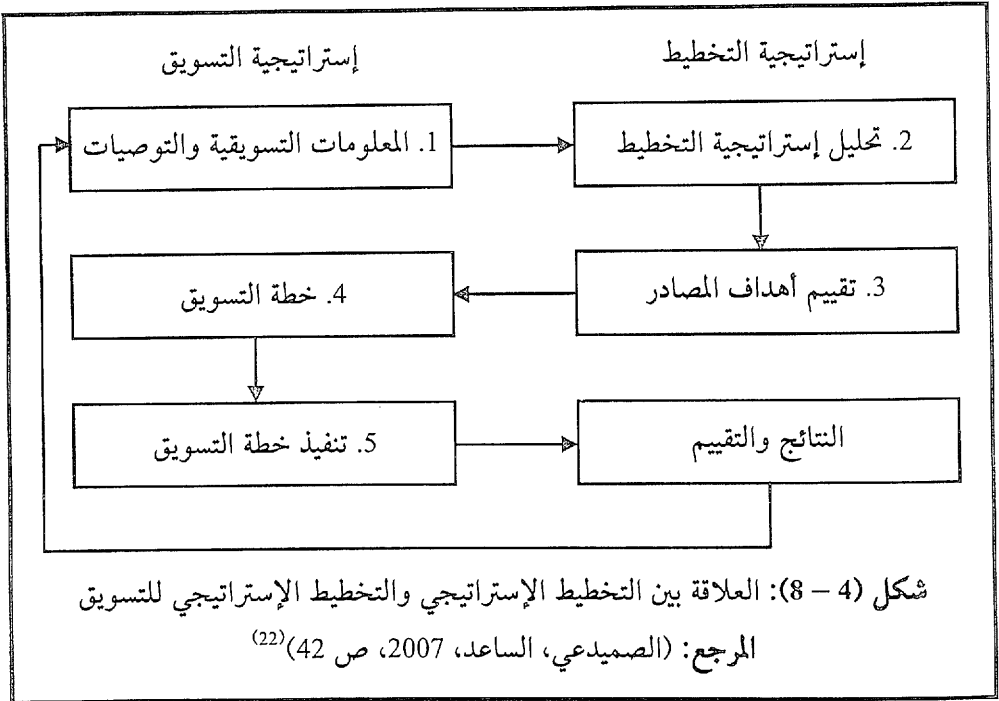 إستراتيجية التخطيط
إستراتيجية التسويق
1. المعلومات التسويقية والتوصيات
2. تحليل إستراتيجية التخطيط
3. تقييم أهداف المصادر
4. خطة التسويق
5. تنفيذ خطة التسويق
النتائج والتقييم
شكل (4 – 8): العلاقة بين التخطيط الإستراتيجي والتخطيط الإستراتيجي للتسويق
المرجع: (الصميدعي، الساعد، 2007، ص 42)(22)